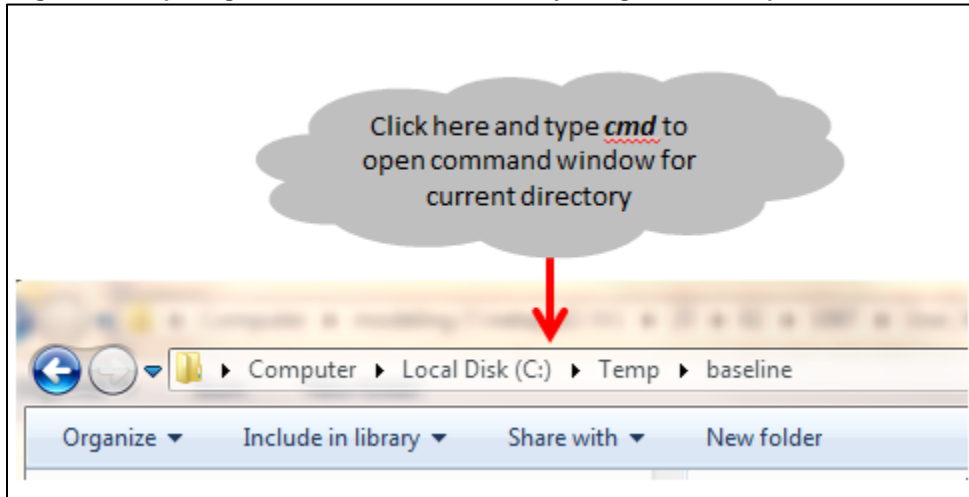 Click here and type cmd to
open command window for
current directory
Computer Local Disk (C:) Temp baseline
Organize Include in library Share with New folder